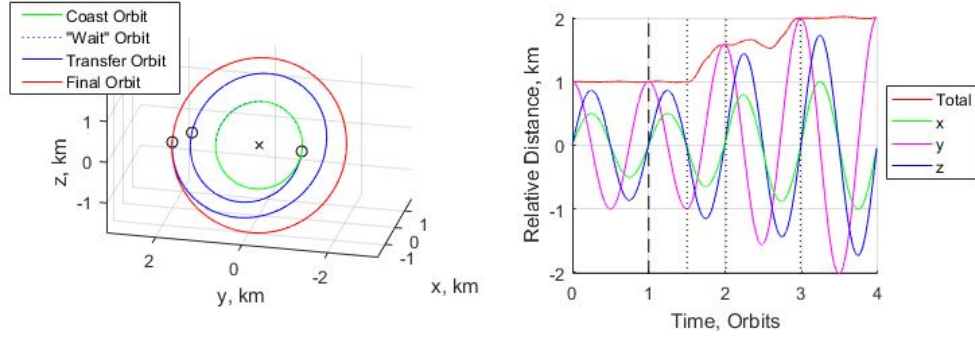 Coast Orbit
"Wait" Orbit
Transfer Orbit
Final Orbit
1
0
-1
z, km
2
0
-2
y, km
1
0
-1
x, km
2
1
0
-1
-2
Relative Distance, km
0
1
2
3
4
Time, Orbits
Total
x
y
z